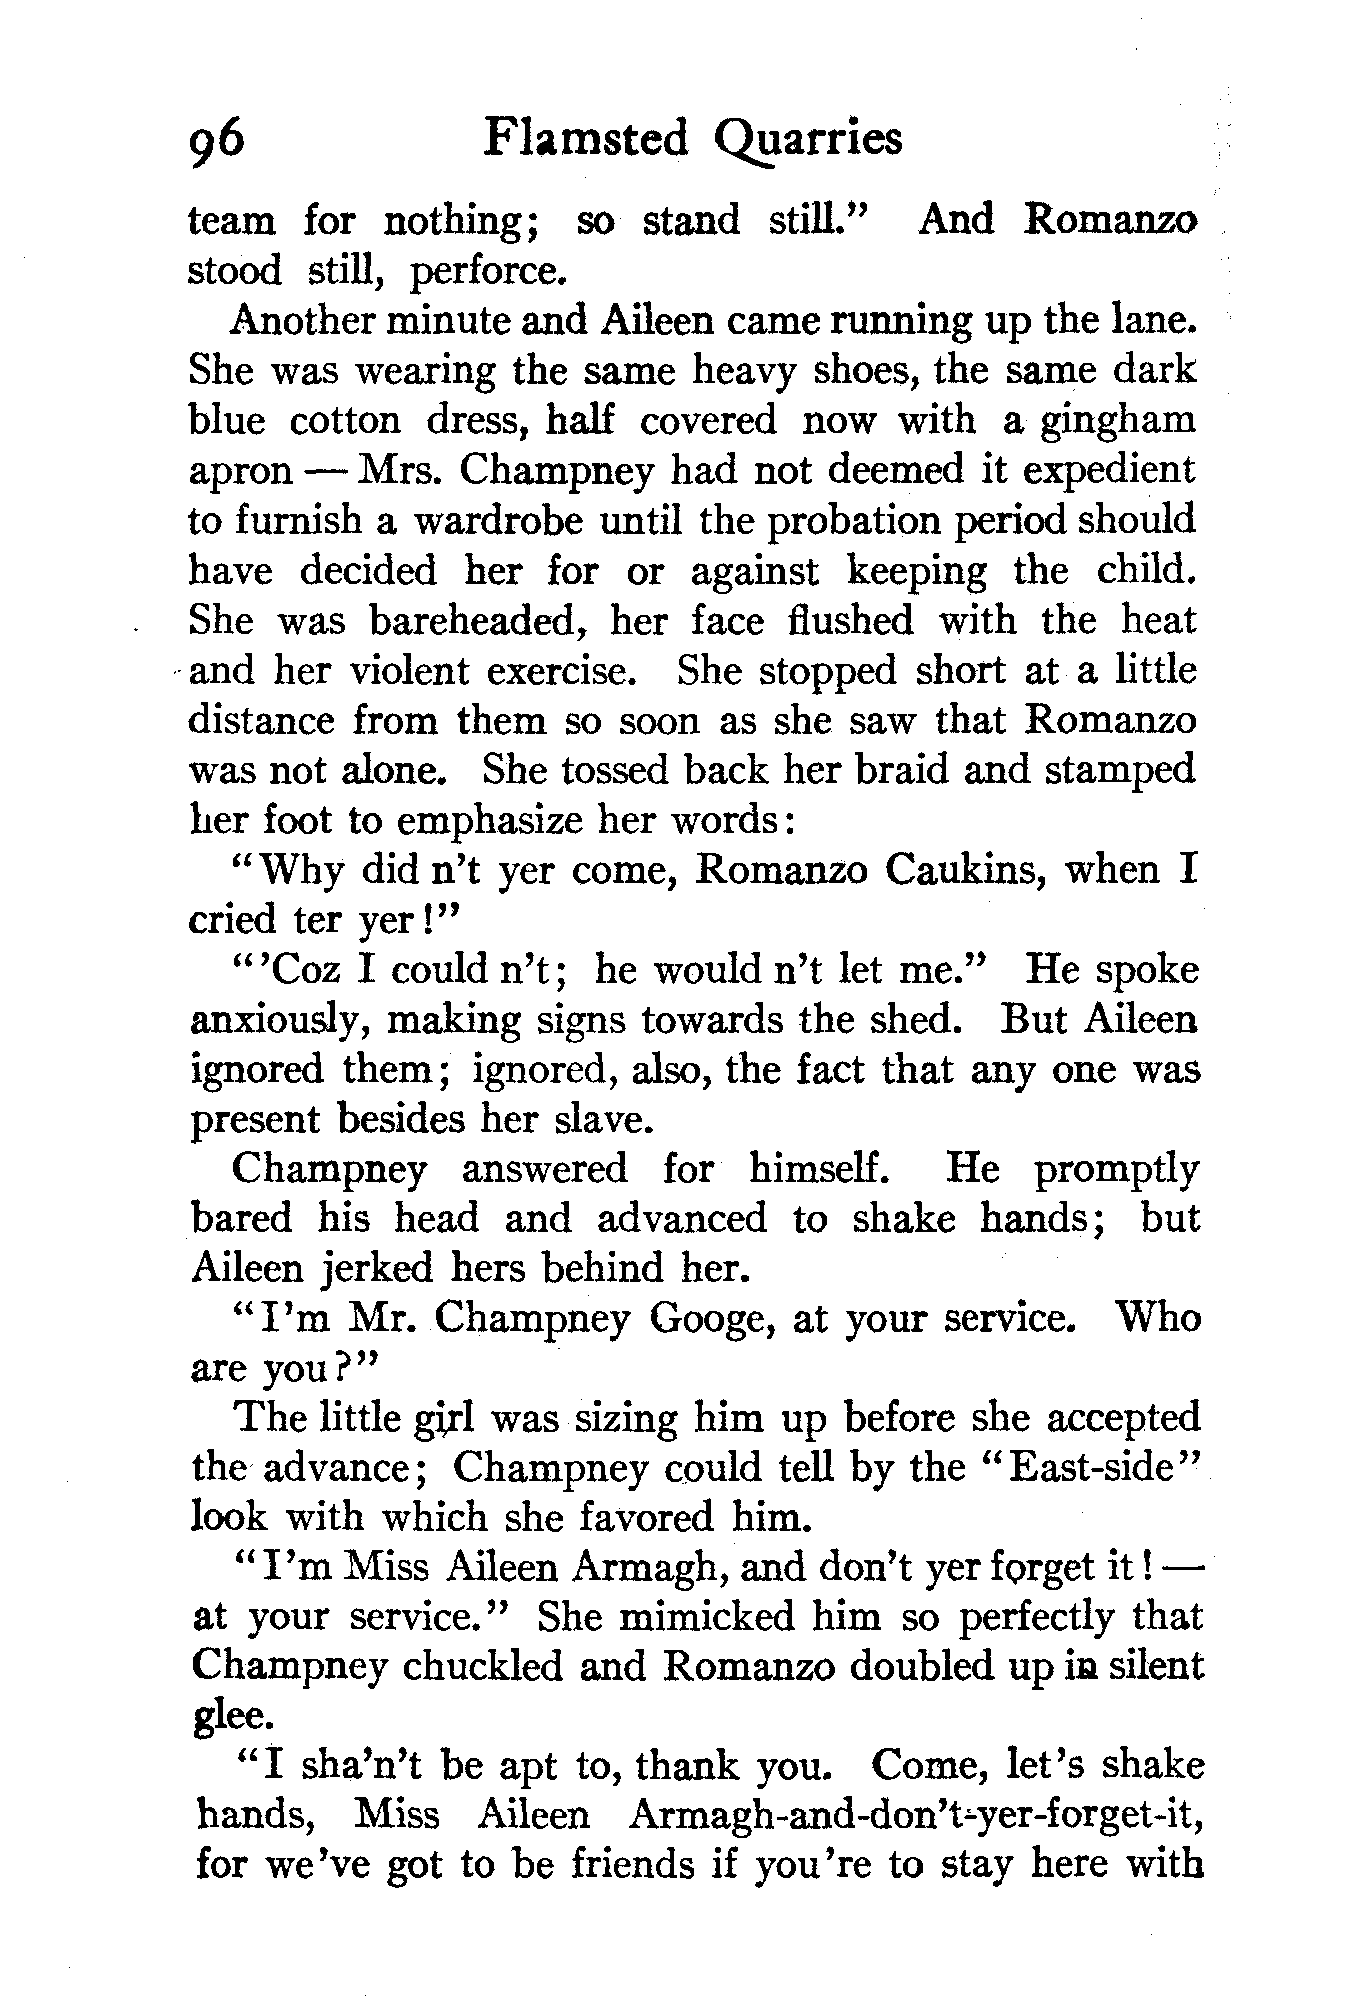 96 Flamsted Quarries
team for nothing; so stand still.” And Romanzo
stood still, perforce.
Another minute and Aileen came running up the lane.
She was wearing the same heavy shoes, the same dark
blue cotton dress, half covered now with a gingham
apron — Mrs. Champney had not deemed it expedient
to furnish a wardrobe until the probation period should
have decided her for or against keeping the child.
She was bareheaded, her face flushed with the heat
and her violent exercise. She stopped short at a little
distance from them so soon as she saw that Romanzo
was not alone. She tossed back her braid and stamped
her foot to emphasize her words:
“Why did n’t yer come, Romanzo Caukins, when I
cried ter yer!”
“’Coz I could n’t; he would n’t let me.” He spoke
anxiously, making signs towards the shed. But Aileen
ignored them; ignored, also, the fact that any one was
present besides her slave.
Champney answered for himself. He promptly
bared his head and advanced to shake hands; but
Aileen jerked hers behind her.
“I’m Mr. Champney Googe, at your service. Who
are you?”
The little girl was sizing him up before she accepted
the advance; Champney could tell by the “East-side”
look with which she favored him.
“I’m Miss Aileen Armagh, and don’t yer forget it! —
at your service.” She mimicked him so perfectly that
Champney chuckled and Romanzo doubled up in silent
glee.
“I sha’n’t be apt to, thank you. Come, let’s shake
hands, Miss Aileen Armagh-and-don’t-yer-forget-it,
for we’ve got to be friends if you’re to stay here with